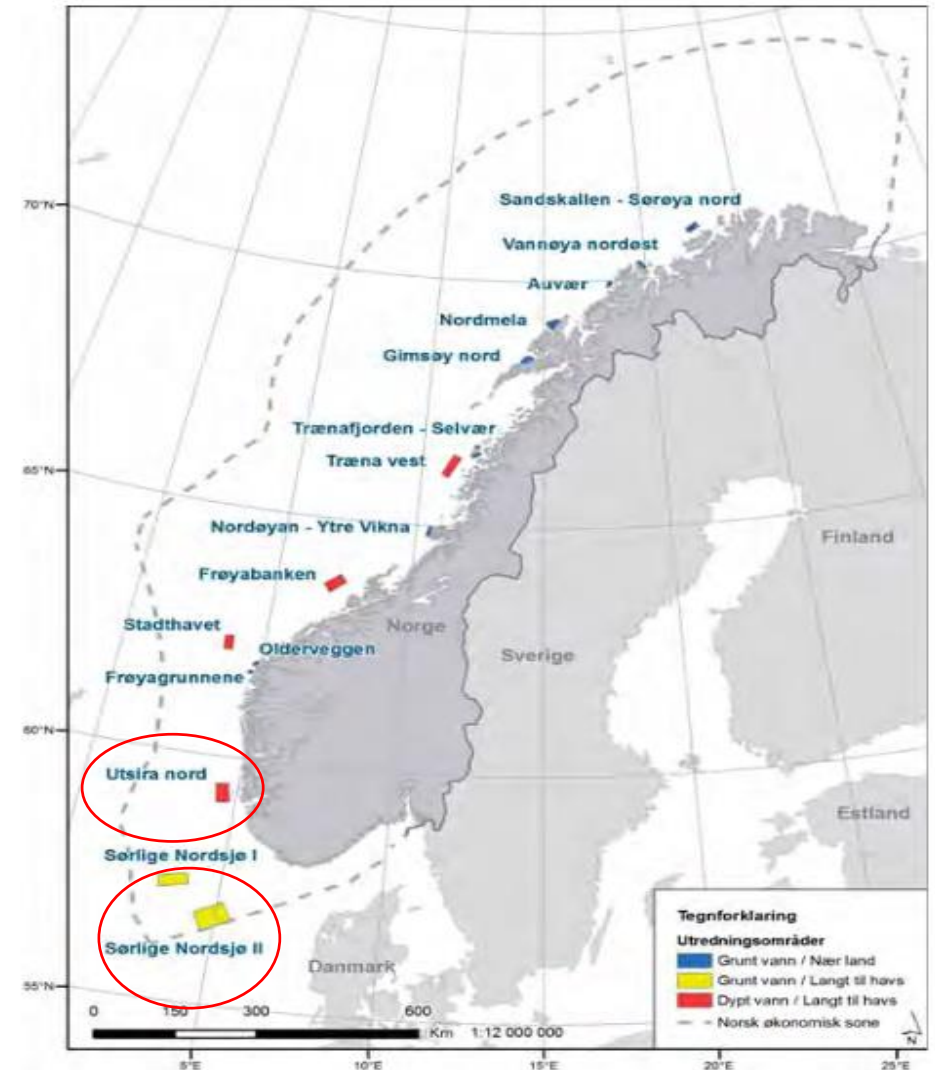 70°N
65°N
60°N
55°N
Sandskallen - Sørøya nord
Vannøya nordøst
Auvær
Nordmela
Gimsøy nord
Trænafjorden - Selvær
Træna vest
Nordøyan - Ytre Vikna
Frøyabanken
Stadthavet
Olderveggen
Frøyagrunnene
Utsira nord
Sørlige Nordsjø I
Sørlige Nordsjø II
Norge
Sverige
Finland
Estland
Danmark
Tegnforklaring
Utredningsområder
Grunt vann / Nær land
Grunt vann / Langt til havs
Dypt vann / Langt til havs
Norsk økonomisk sone
N
0 150 300 600
Km 1:12 000 000
5°E 10°E 15°E 20°E 25°E